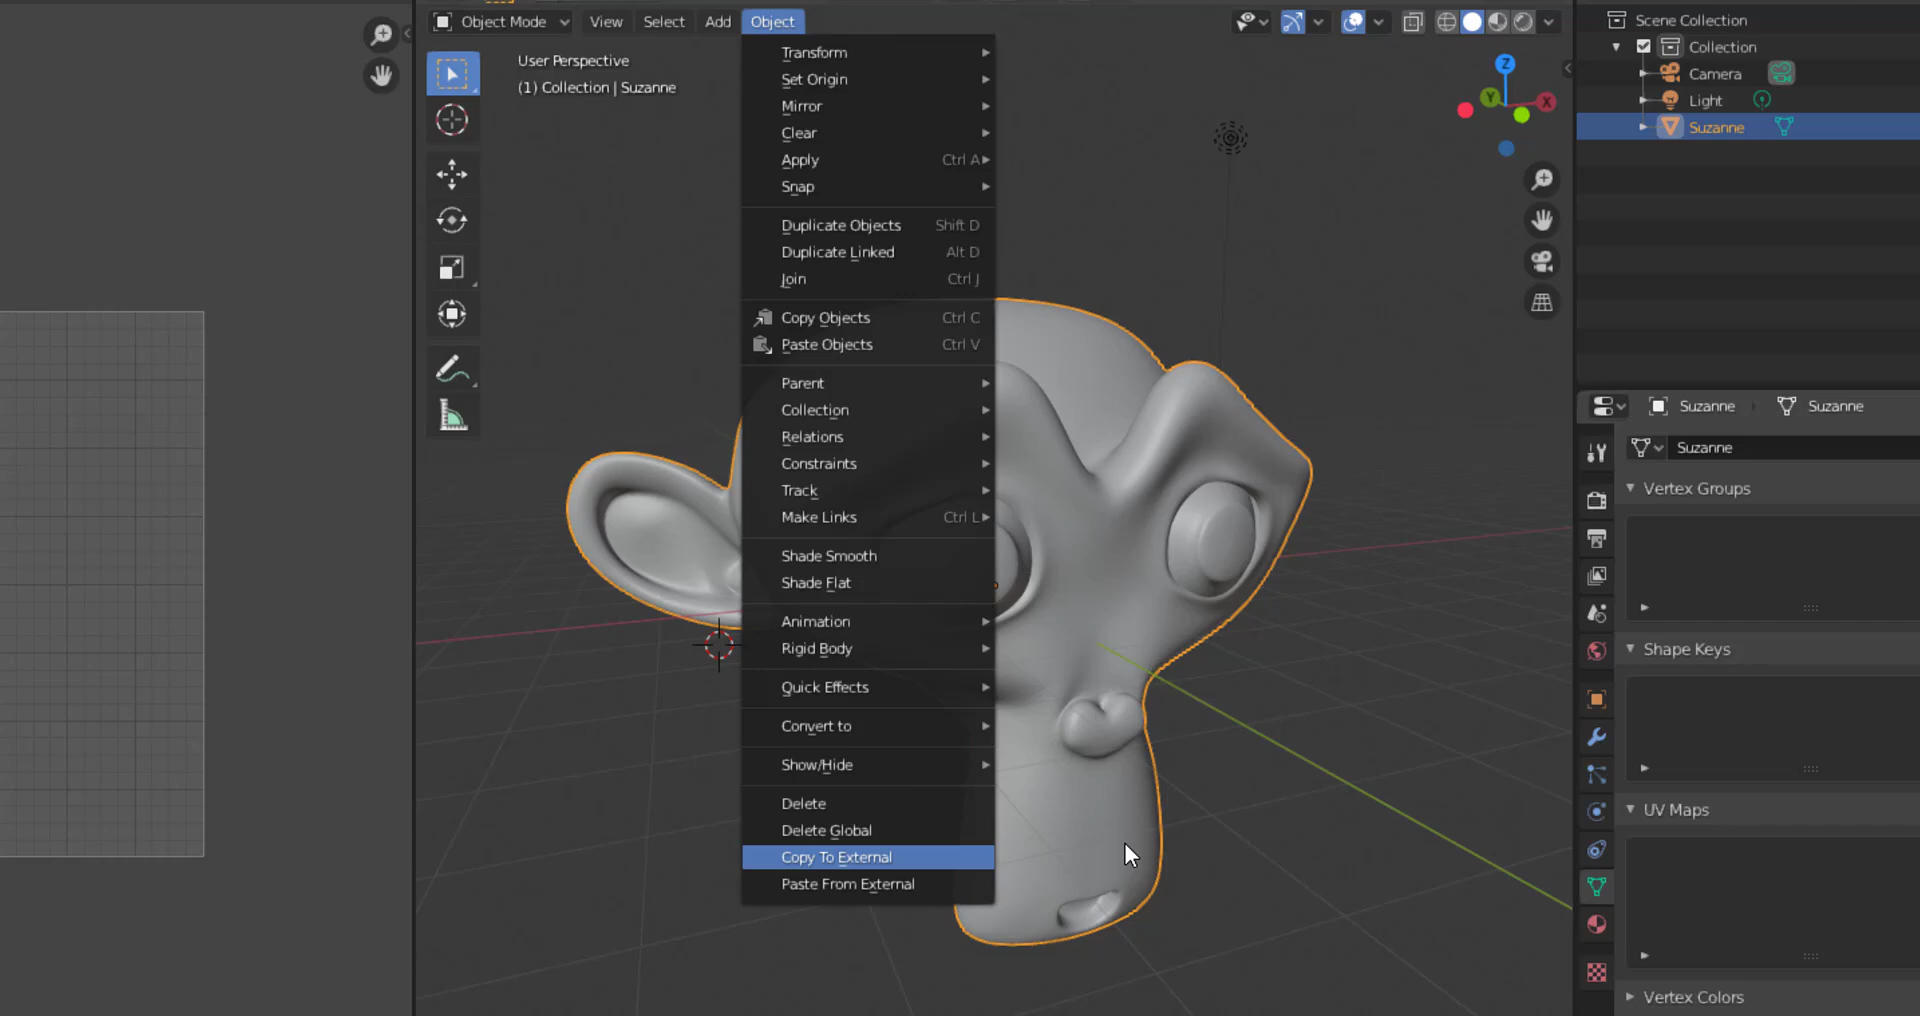 Object Mode View Select Add Object
User Perspective
(1) Collection | Suzanne
Transform
Set Origin
Mirror
Clear
Apply Ctrl A
Snap
Duplicate Objects Shift D
Duplicate Linked Alt D
Join Ctrl J
Copy Objects Ctrl C
Paste Objects Ctrl V
Parent
Collection
Relations
Constraints
Track
Make Links Ctrl L
Shade Smooth
Shade Flat
Animation
Rigid Body
Quick Effects
Convert to
Show/Hide
Delete
Delete Global
Copy To External
Paste From External
Z
Y
X
Scene Collection
Collection
Camera
Light
Suzanne
Suzanne Suzanne
Suzanne
Vertex Groups
Shape Keys
UV Maps
Vertex Colors